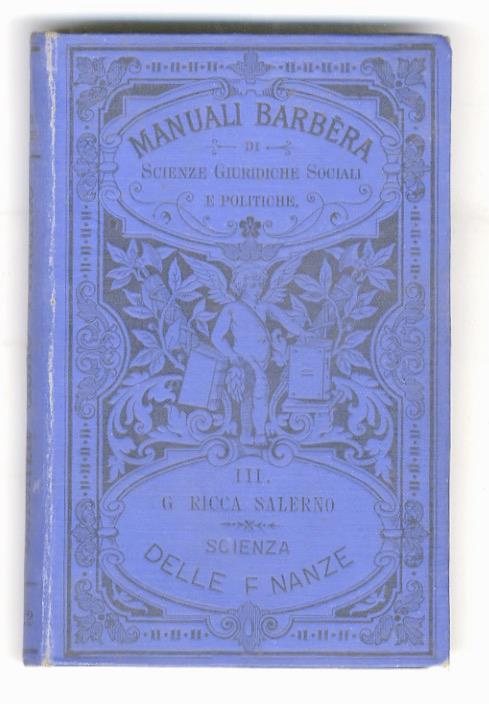 MANUALI BARBÈRA
DI
SCIENZE GIURIDICHE SOCIALI
E POLITICHE.
III.
G RICCA SALERNO
SCIENZA
DELLE F NANZE